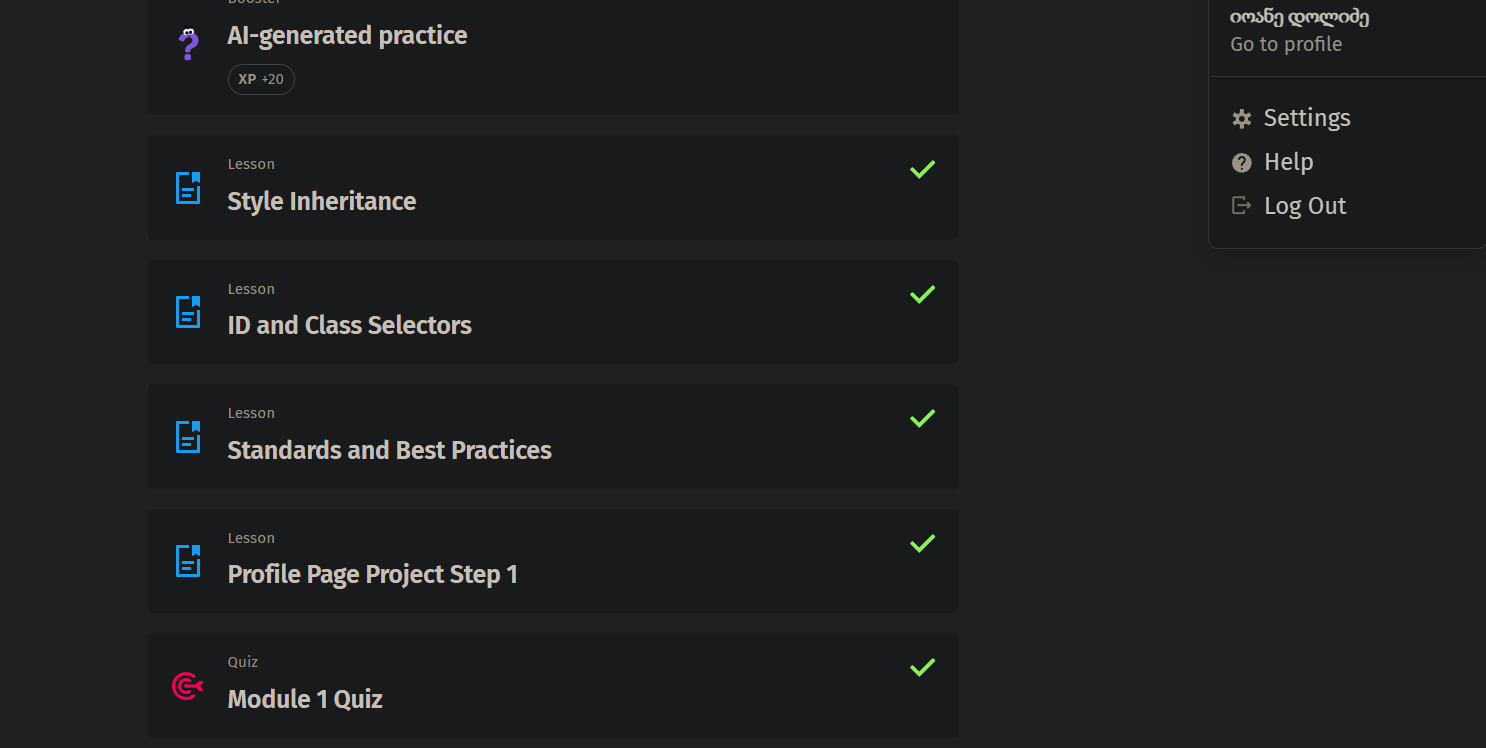 Booster
AI-generated practice
XP +20
Lesson
Style Inheritance
Lesson
ID and Class Selectors
Lesson
Standards and Best Practices
Lesson
Profile Page Project Step 1
Quiz
Module 1 Quiz
იოანე დოლიძე
Go to profile
Settings
Help
Log Out